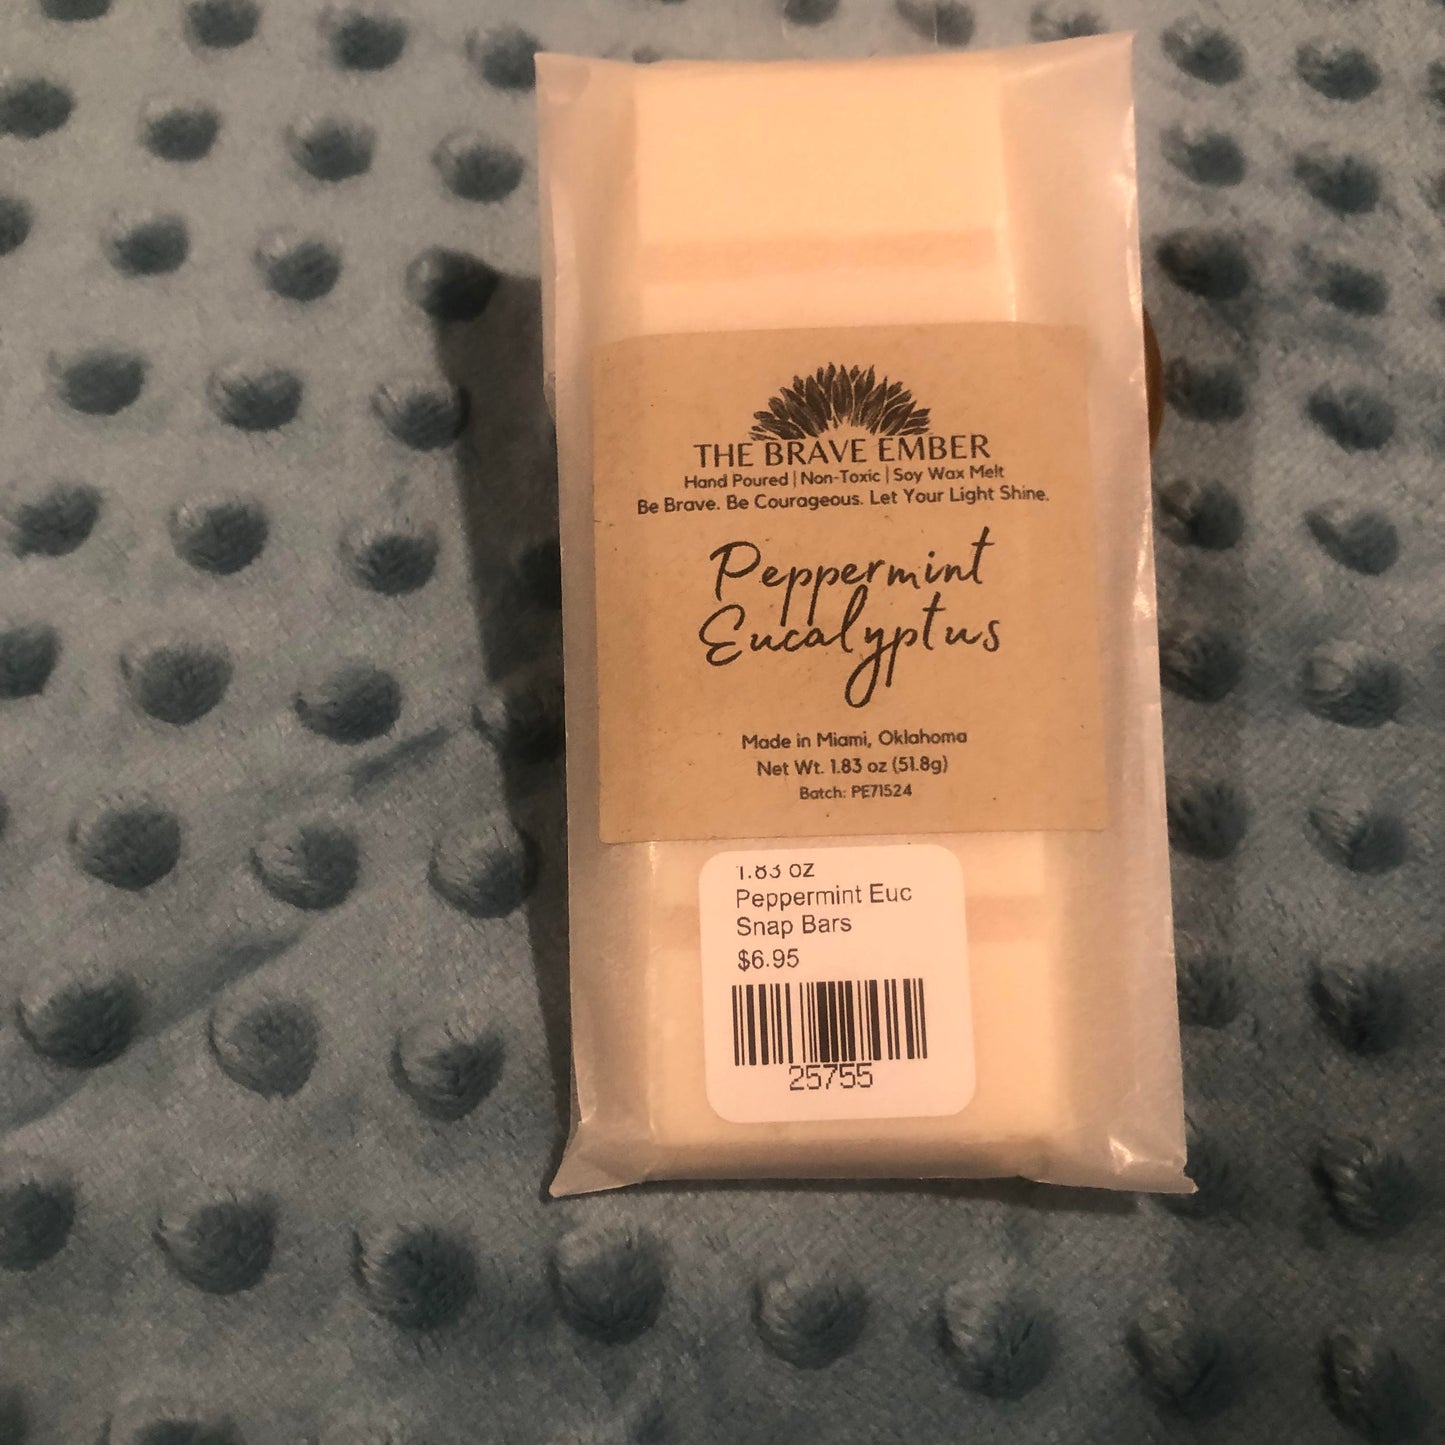 THE BRAVE EMBER
Hand Poured | Non-Toxic | Soy Wax Melt
Be Brave. Be Courageous. Let Your Light Shine.
Peppermint
Eucalyptus
Made in Miami, Oklahoma
Net Wt. 1.83 oz (51.8g)
Batch: PE71524
1.83 oz
Peppermint Euc
Snap Bars
$6.95
25755